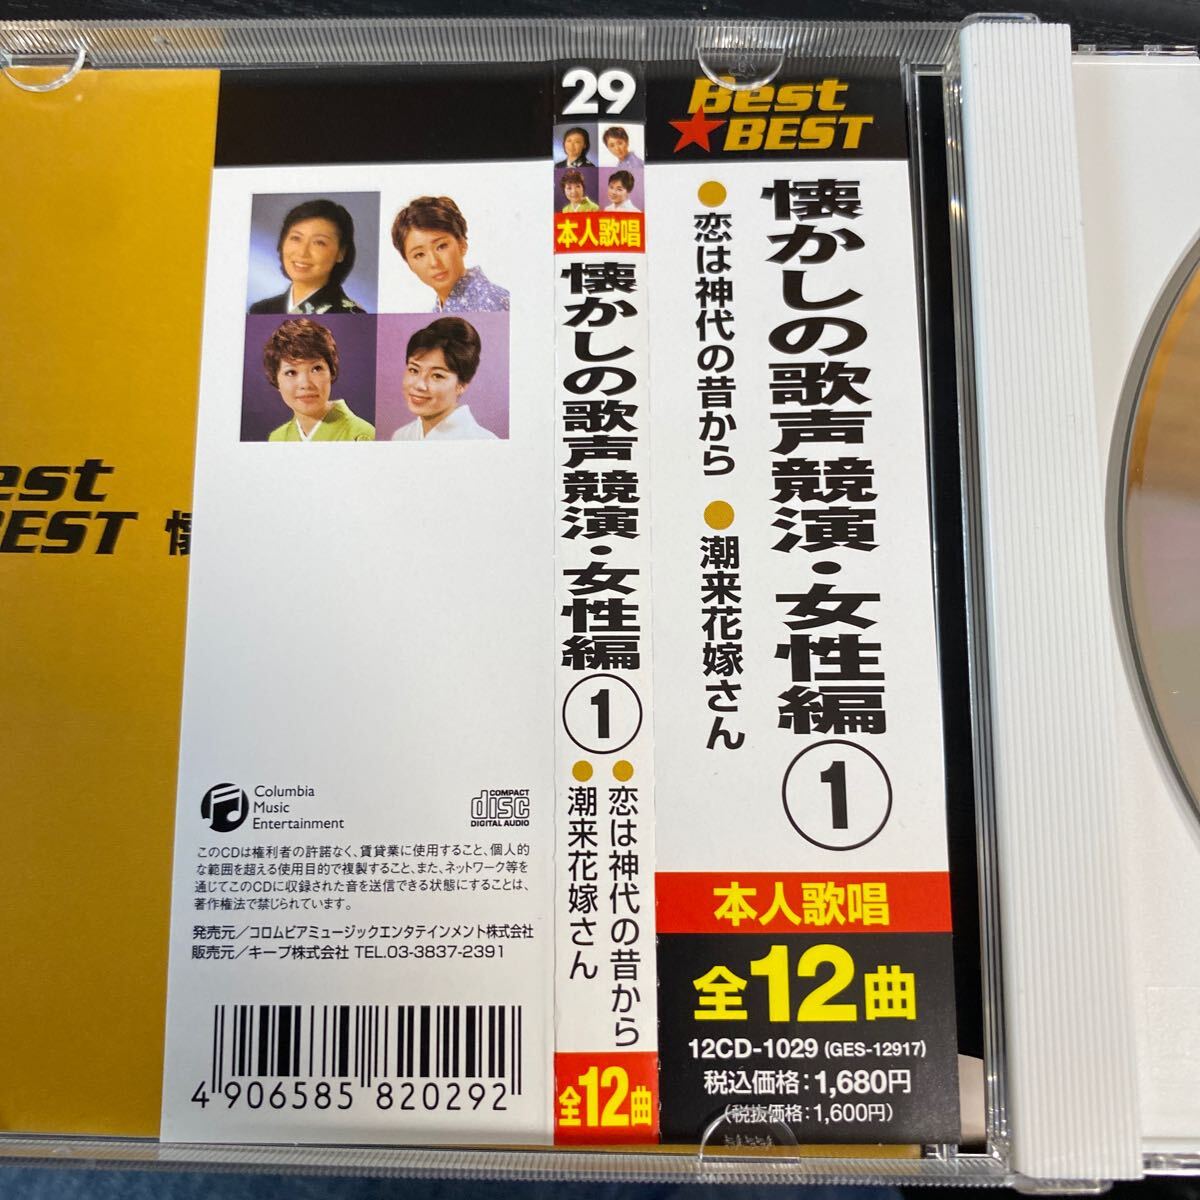 est
BEST 懐
Columbia
Music
Entertainment
COMPACT
disc
DIGITAL AUDIO
このCDは権利者の許諾なく、賃貸業に使用すること、個人的
な範囲を超える使用目的で複製すること、また、ネットワーク等を
通じてこのCDに収録された音を送信できる状態にすることは、
著作権法で禁じられています。
発売元/コロムビアミュージックエンタテインメント株式会社
販売元/キープ株式会社 TEL.03-3837-2391
4 906585 820292
29
本人歌唱
懐かしの歌声競演・女性編①
●恋は神代の昔から
●潮来花嫁さん
全12曲
Best
★BEST
懐かしの歌声競演・女性編①
●恋は神代の昔から ●潮来花嫁さん
本人歌唱
全12曲
12CD-1029 (GES-12917)
税込価格:1,680円
(税抜価格:1,600円)